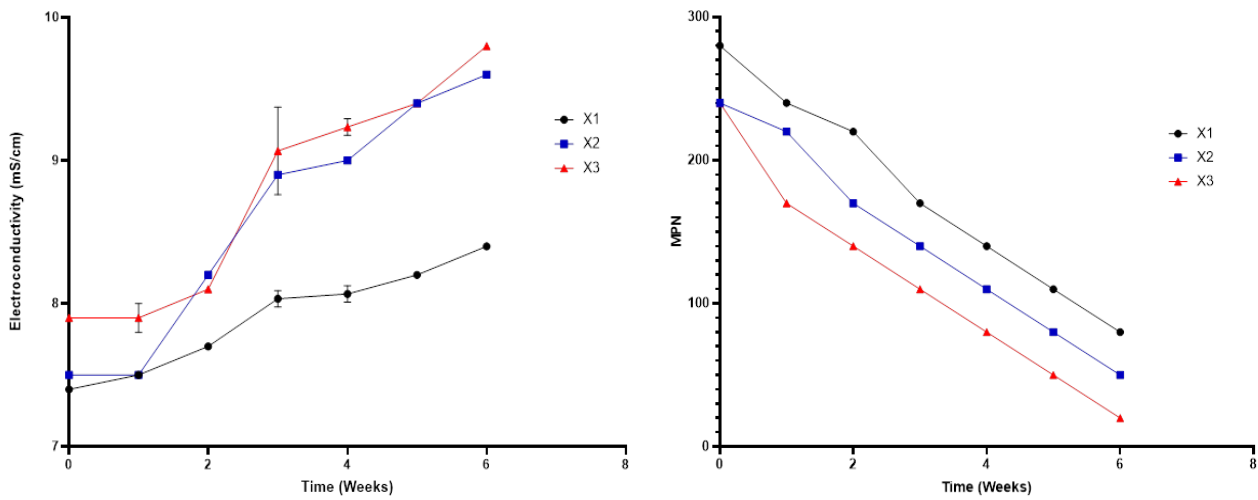 10
9
8
7
Electroconductivity (mS/cm)
0
2
4
6
8
Time (Weeks)
X1
X2
X3
300
200
100
0
MPN
0
2
4
6
8
Time (Weeks)
X1
X2
X3